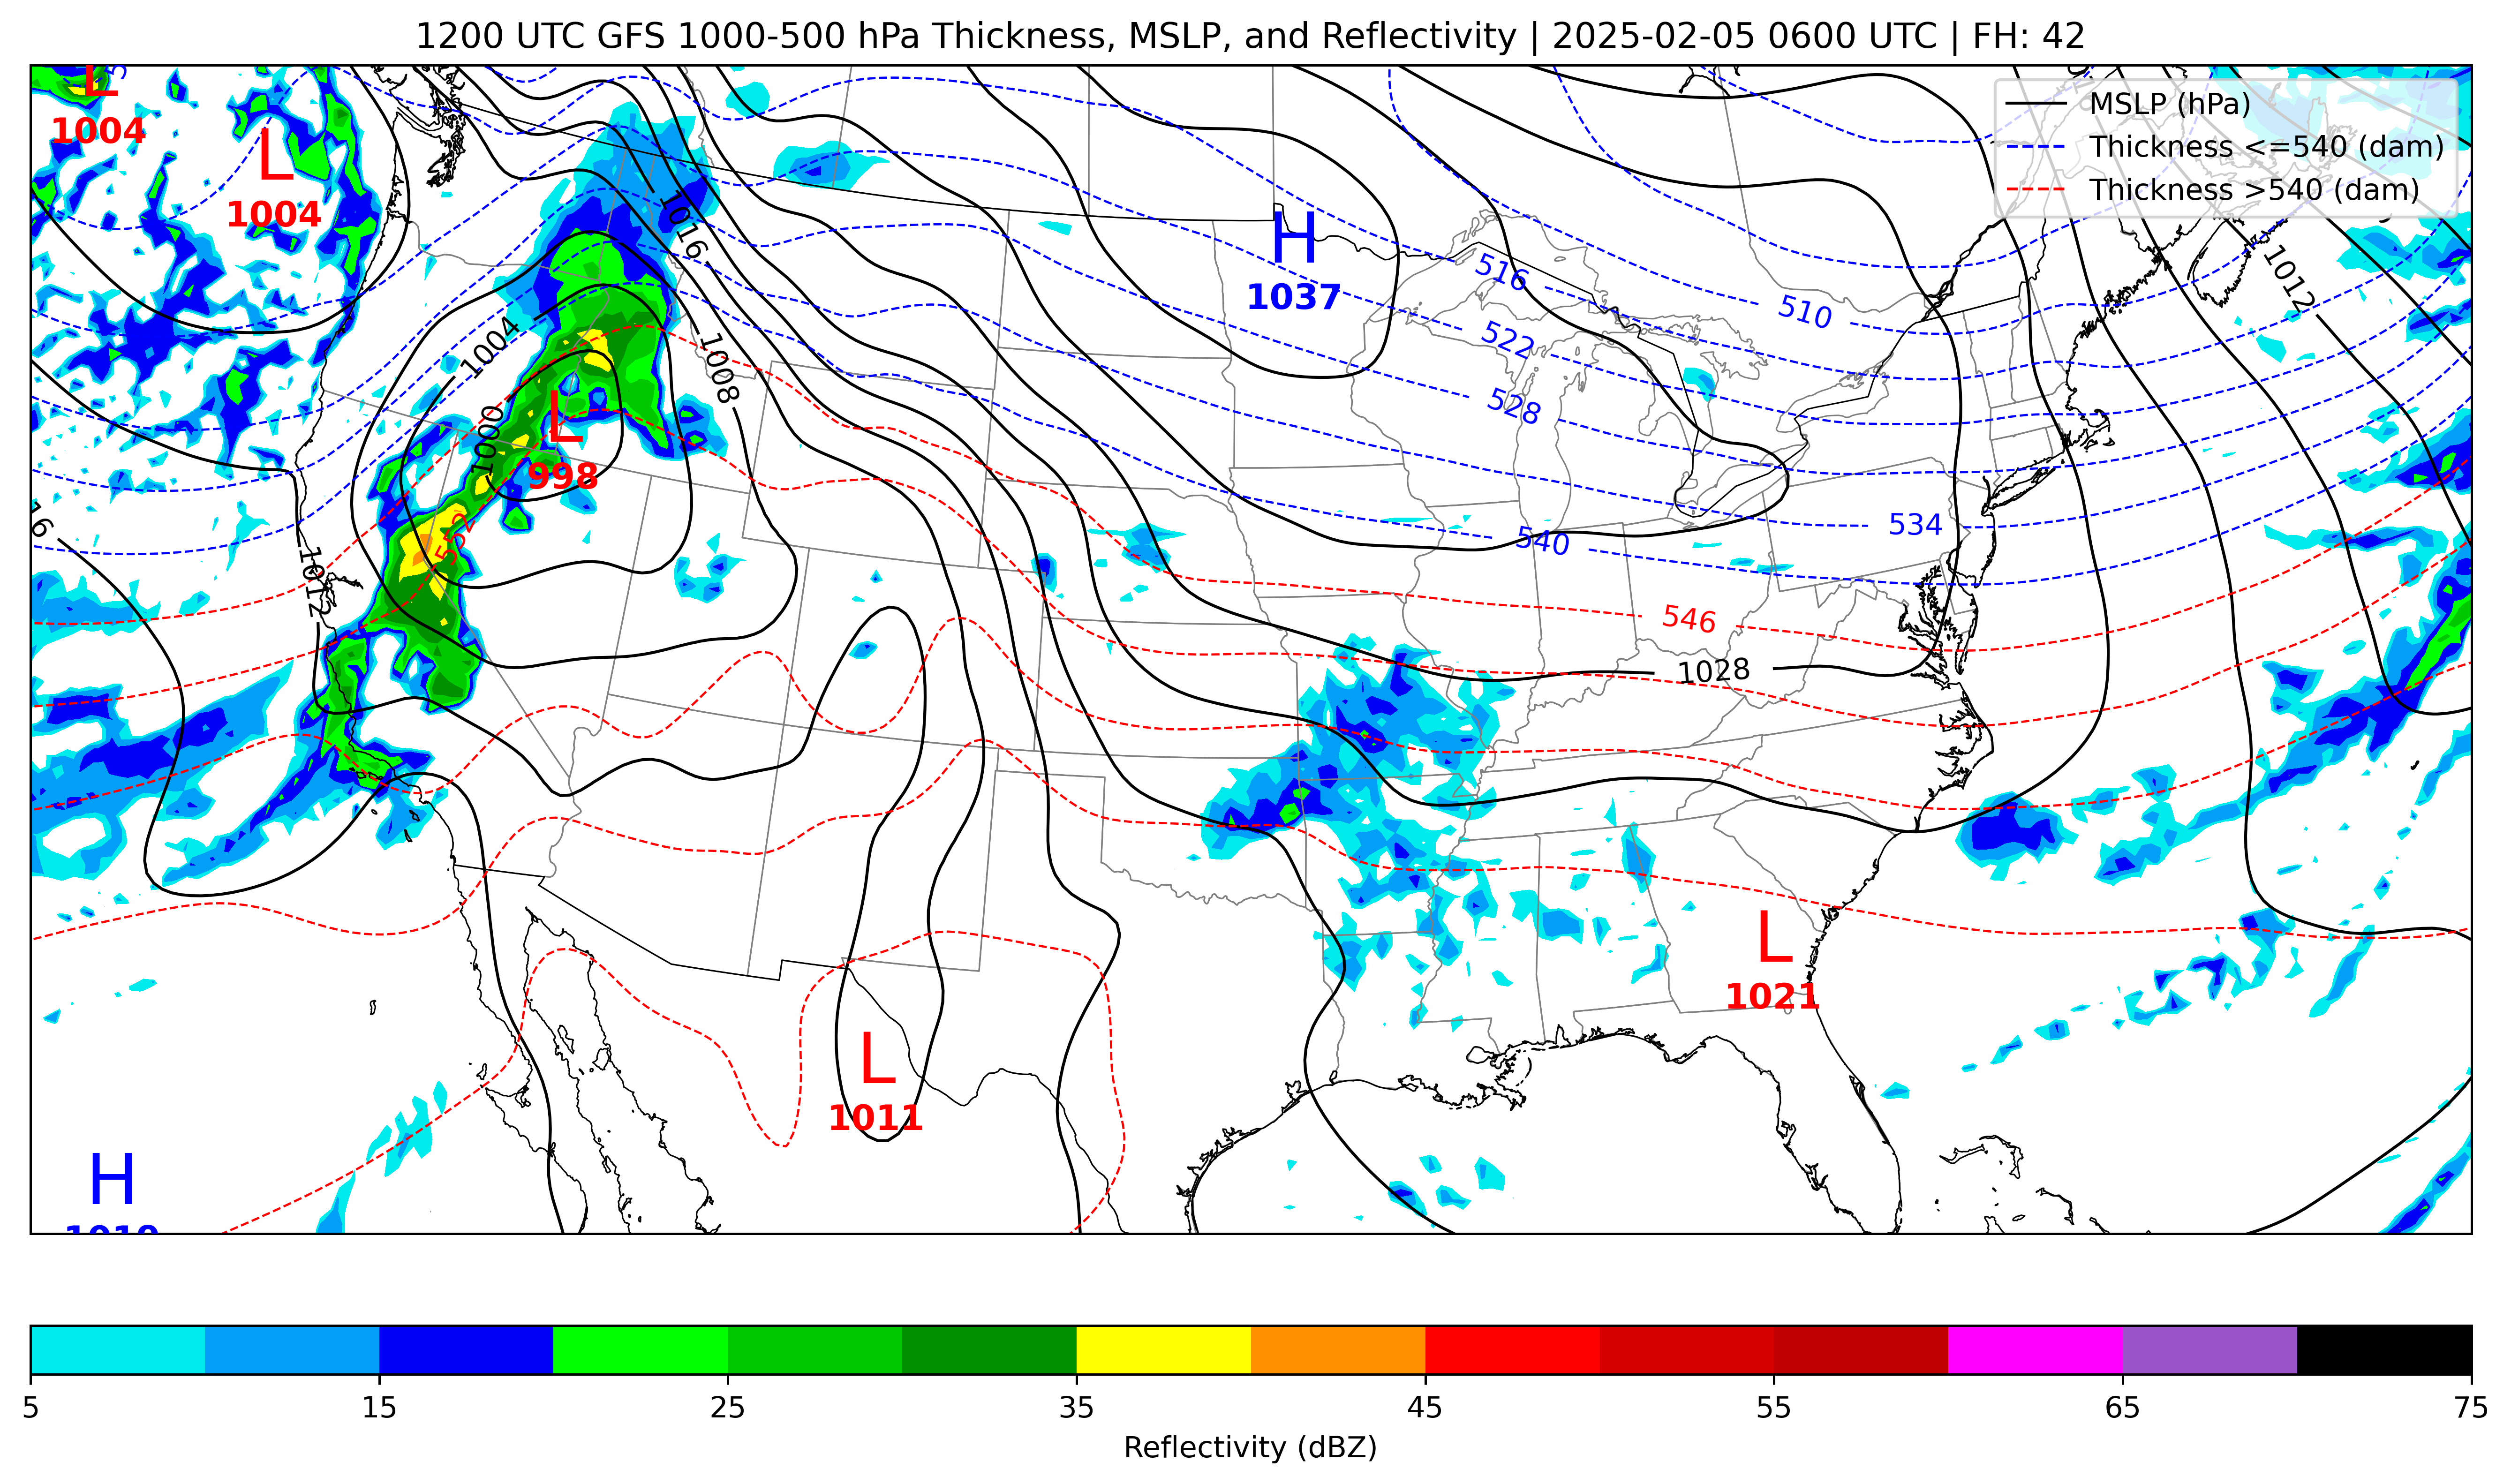 1200 UTC GFS 1000-500 hPa Thickness, MSLP, and Reflectivity | 2025-02-05 0600 UTC | FH: 42
MSLP (hPa)
Thickness <=540 (dam)
Thickness >540 (dam)
L
1004
L
1004
1016
H
1037
516
510
1012
1004
522
1008
528
L
998
1000
16
552
534
540
1012
546
1028
L
1021
L
1011
H
5 15 25 35 45 55 65 75
Reflectivity (dBZ)